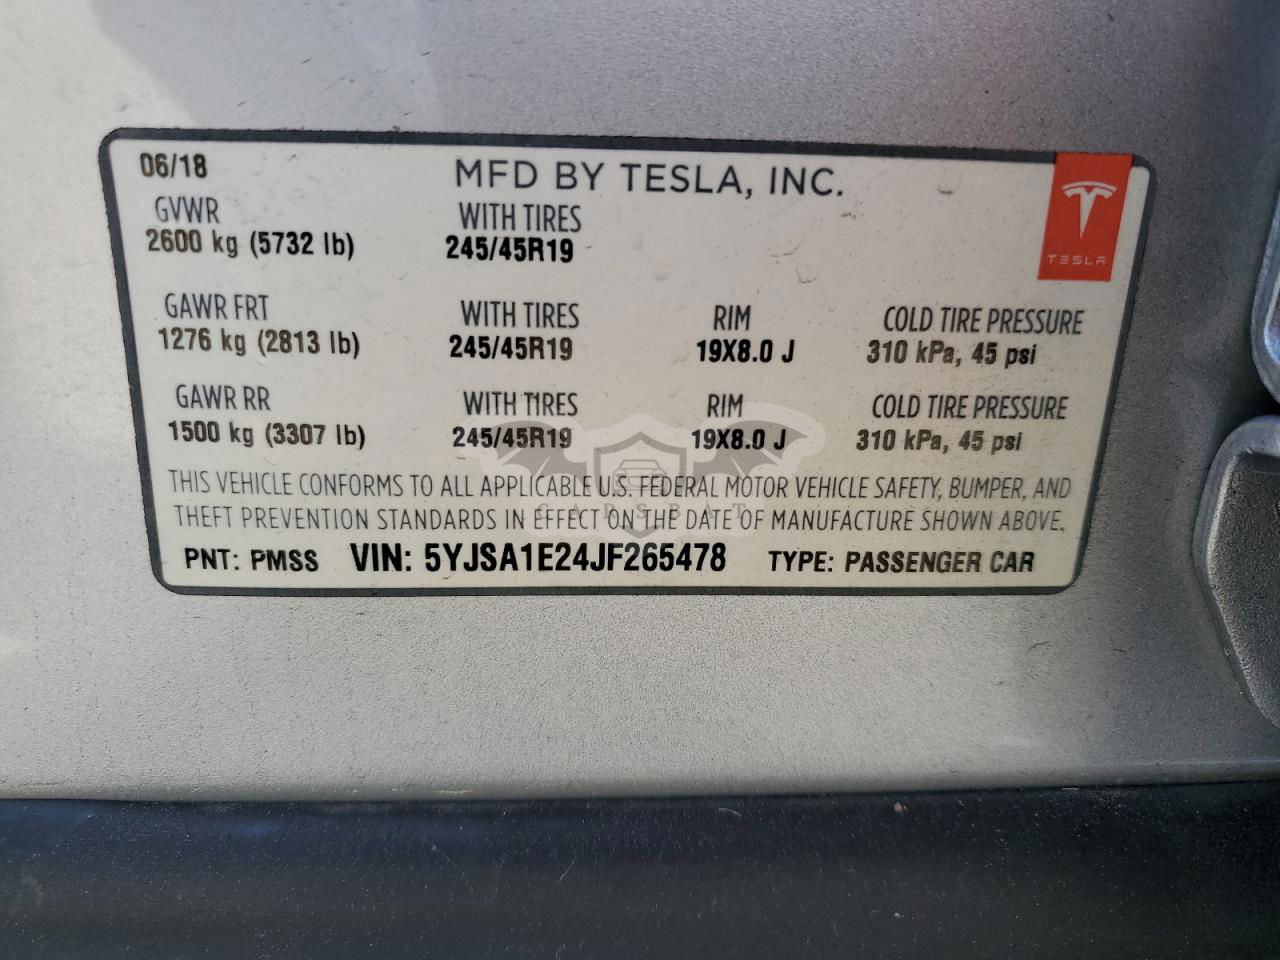 06/18 MFD BY TESLA, INC.
GVWR WITH TIRES
2600 kg (5732 lb) 245/45R19
TESLA
GAWR FRT WITH TIRES RIM COLD TIRE PRESSURE
1276 kg (2813 lb) 245/45R19 19X8.0 J 310 kPa, 45 psi
GAWR RR WITH TIRES RIM COLD TIRE PRESSURE
1500 kg (3307 lb) 245/45R19 19X8.0 J 310 kPa, 45 psi
THIS VEHICLE CONFORMS TO ALL APPLICABLE U.S. FEDERAL MOTOR VEHICLE SAFETY, BUMPER, AND
CARSBAT
THEFT PREVENTION STANDARDS IN EFFECT ON THE DATE OF MANUFACTURE SHOWN ABOVE.
PNT: PMSS VIN: 5YJSA1E24JF265478 TYPE: PASSENGER CAR